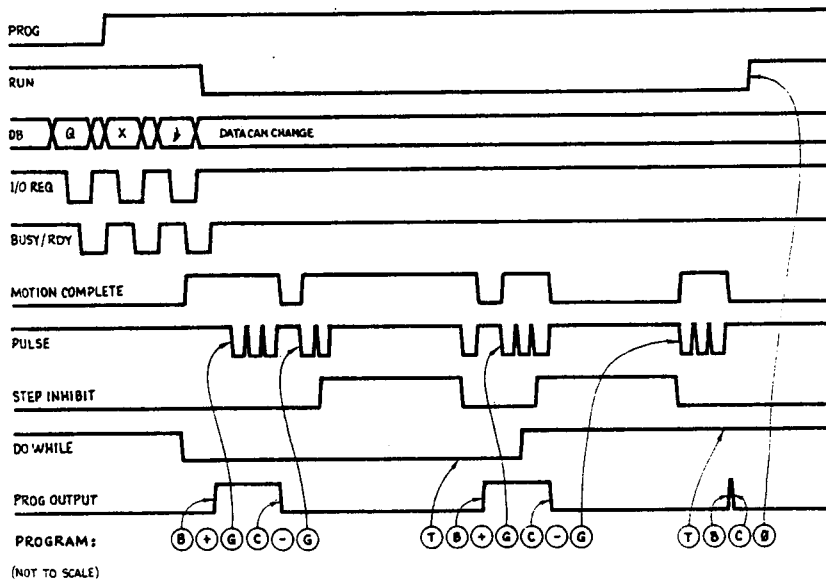 PROG
RUN
DB Q X ϸ DATA CAN CHANGE
I/O REQ
BUSY/RDY
MOTION COMPLETE
PULSE
STEP INHIBIT
DO WHILE
PROG OUTPUT
PROGRAM: B + G C - G T B + G C - G T B C 0
(NOT TO SCALE)